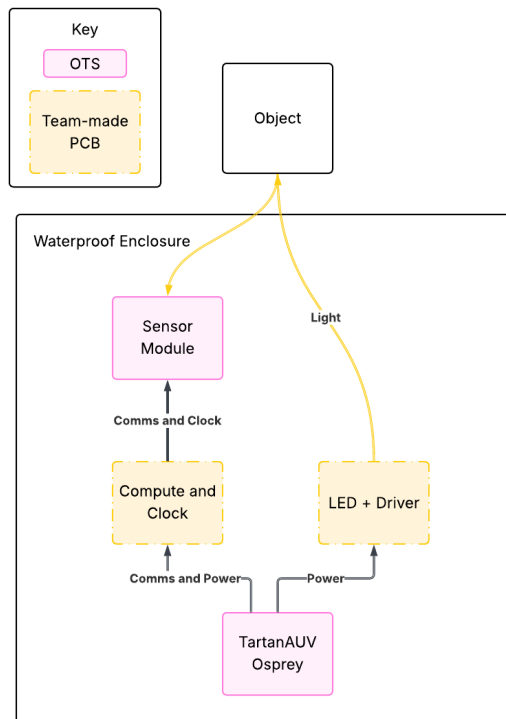 Key
OTS
Team-made
PCB
Object
Waterproof Enclosure
Sensor
Module
Light
Comms and Clock
Compute and
Clock
LED + Driver
Comms and Power
Power
TartanAUV
Osprey